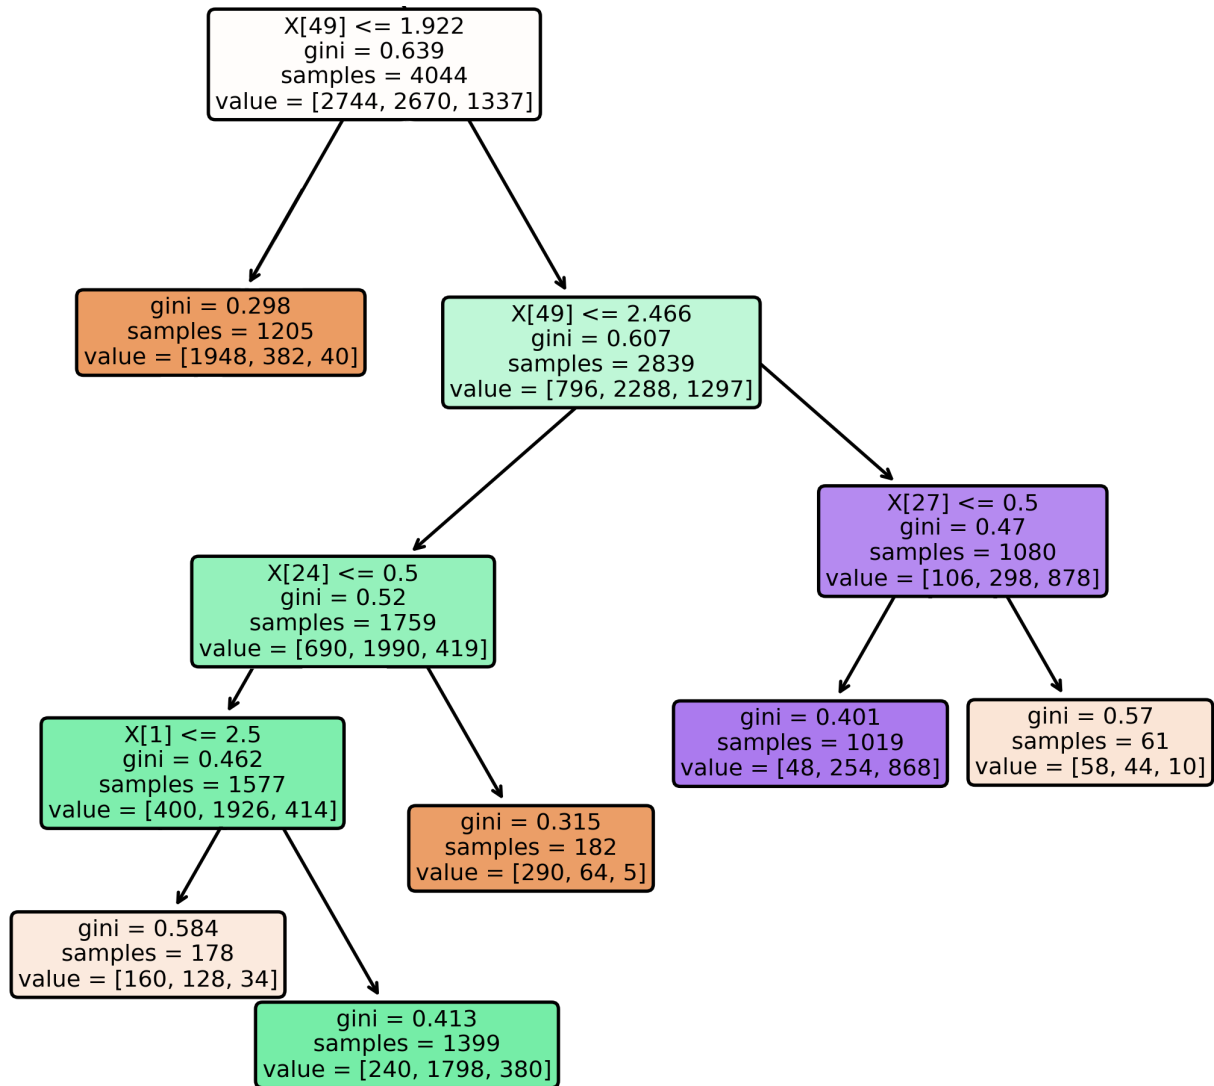 X[49] <= 1.922
gini = 0.639
samples = 4044
value = [2744, 2670, 1337]
gini = 0.298
samples = 1205
value = [1948, 382, 40]
X[49] <= 2.466
gini = 0.607
samples = 2839
value = [796, 2288, 1297]
X[27] <= 0.5
gini = 0.47
samples = 1080
value = [106, 298, 878]
X[24] <= 0.5
gini = 0.52
samples = 1759
value = [690, 1990, 419]
gini = 0.401
samples = 1019
value = [48, 254, 868]
gini = 0.57
samples = 61
value = [58, 44, 10]
X[1] <= 2.5
gini = 0.462
samples = 1577
value = [400, 1926, 414]
gini = 0.315
samples = 182
value = [290, 64, 5]
gini = 0.584
samples = 178
value = [160, 128, 34]
gini = 0.413
samples = 1399
value = [240, 1798, 380]